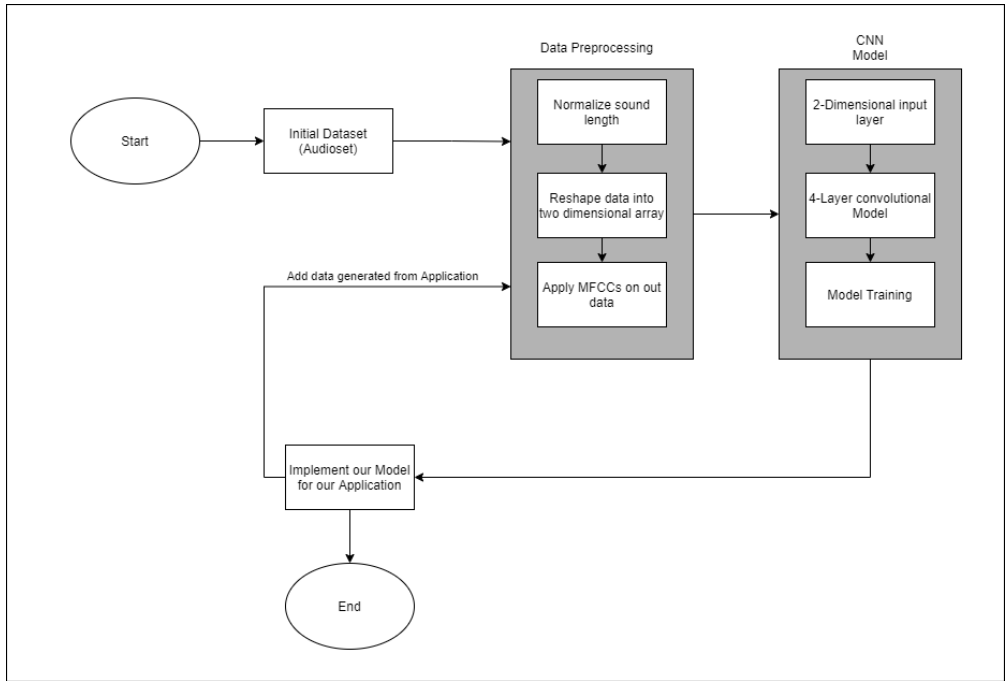 Start
Initial Dataset
(Audioset)
Data Preprocessing
Normalize sound
length
Reshape data into
two dimensional array
Apply MFCCs on out
data
CNN
Model
2-Dimensional input
layer
4-Layer convolutional
Model
Model Training
Add data generated from Application
Implement our Model
for our Application
End